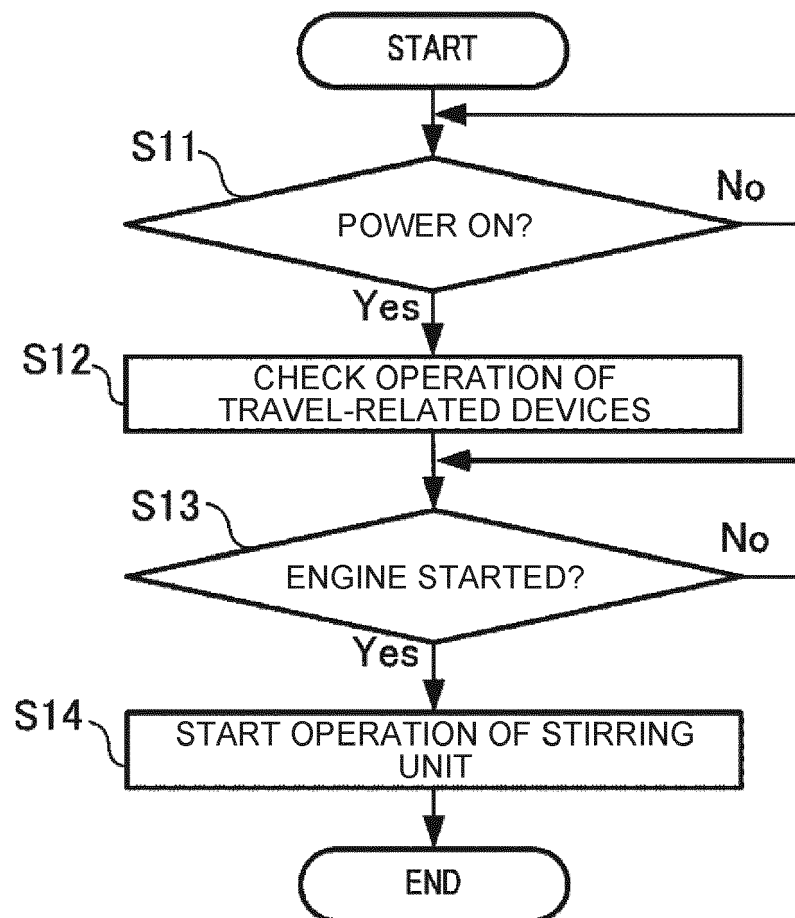 START
S11
No
POWER ON?
Yes
S12
CHECK OPERATION OF
TRAVEL-RELATED DEVICES
S13
No
ENGINE STARTED?
Yes
S14
START OPERATION OF STIRRING
UNIT
END